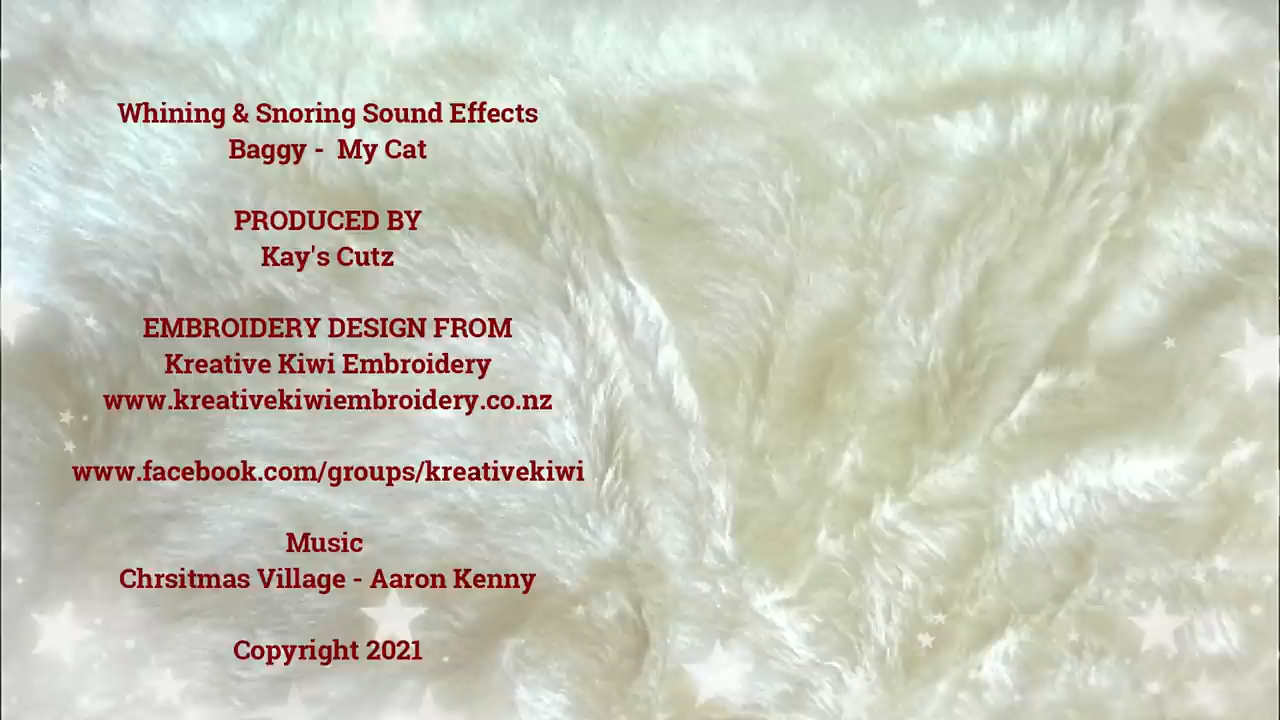 Whining & Snoring Sound Effects
Baggy -  My Cat
PRODUCED BY
Kay's Cutz
EMBROIDERY DESIGN FROM
Kreative Kiwi Embroidery
www.kreativekiwiembroidery.co.nz
www.facebook.com/groups/kreativekiwi
Music
Chrsitmas Village - Aaron Kenny
Copyright 2021